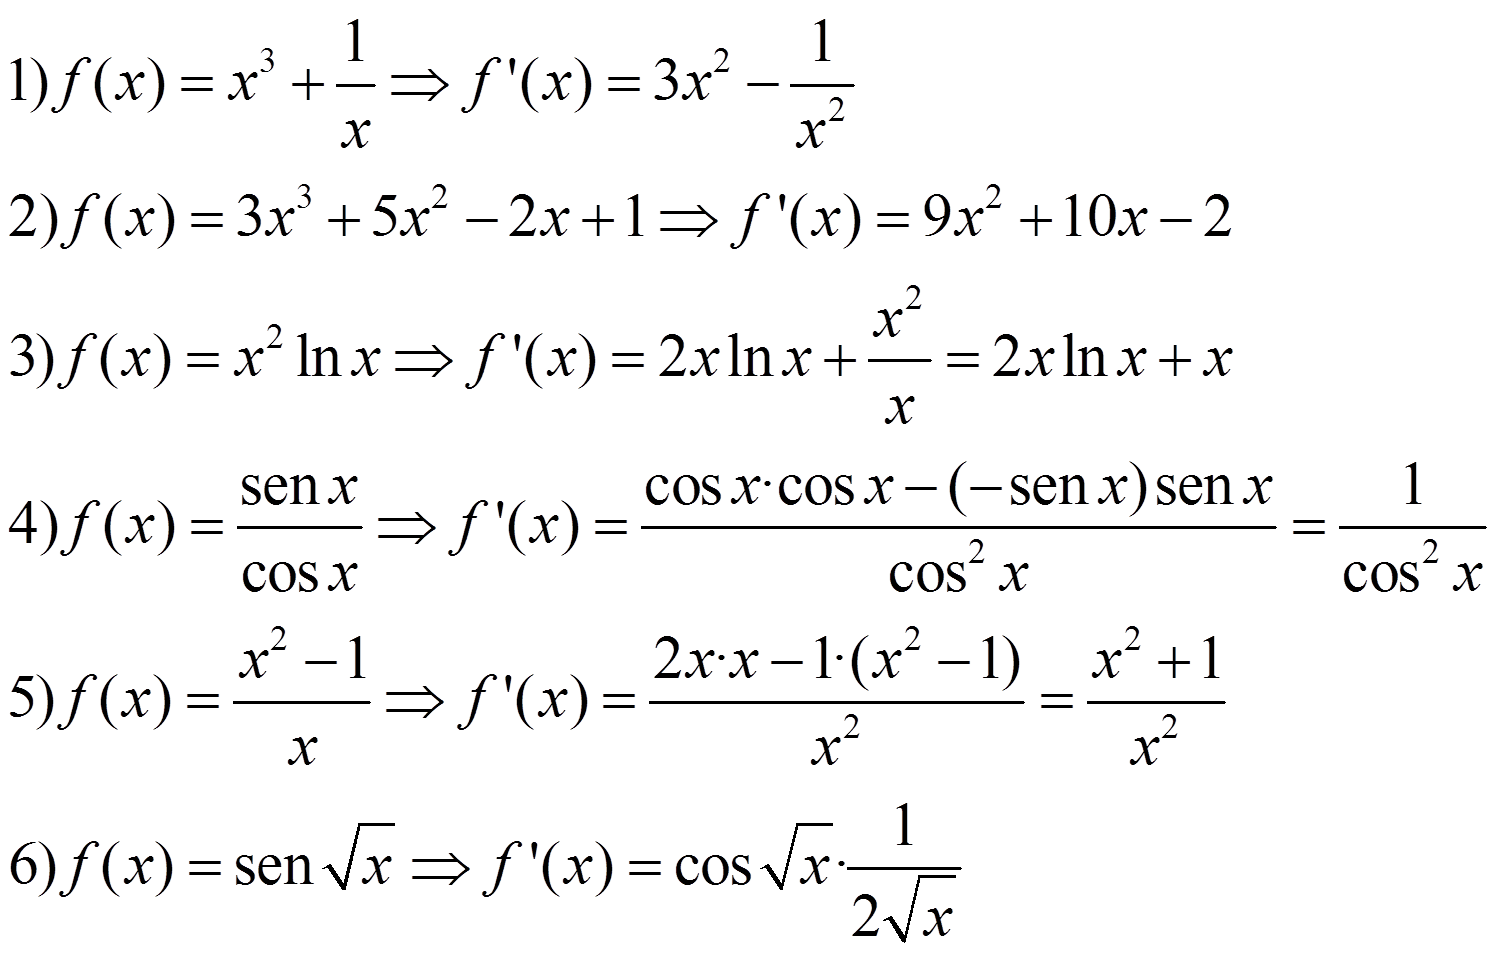 1) f(x) = x³ + 1/x ⇒ f'(x) = 3x² − 1/x²
2) f(x) = 3x³ + 5x² − 2x + 1 ⇒ f'(x) = 9x² + 10x − 2
3) f(x) = x² ln x ⇒ f'(x) = 2x ln x + x²/x = 2x ln x + x
4) f(x) = sen x/cos x ⇒ f'(x) = (cos x·cos x − (−sen x) sen x)/cos² x = 1/cos² x
5) f(x) = (x² − 1)/x ⇒ f'(x) = (2x·x − 1·(x² − 1))/x² = (x² + 1)/x²
6) f(x) = sen √x ⇒ f'(x) = cos √x · 1/(2√x)